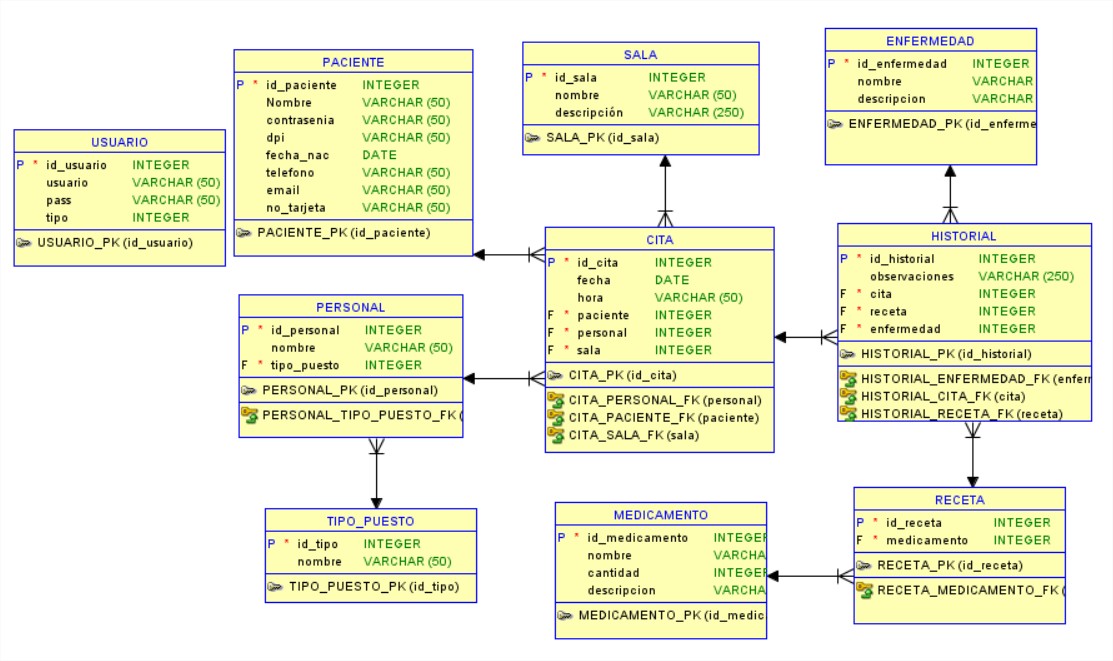 USUARIO
P * id_usuario INTEGER
usuario VARCHAR (50)
pass VARCHAR (50)
tipo INTEGER
USUARIO_PK (id_usuario)
PACIENTE
P * id_paciente INTEGER
Nombre VARCHAR (50)
contrasenia VARCHAR (50)
dpi VARCHAR (50)
fecha_nac DATE
telefono VARCHAR (50)
email VARCHAR (50)
no_tarjeta VARCHAR (50)
PACIENTE_PK (id_paciente)
SALA
P * id_sala INTEGER
nombre VARCHAR (50)
descripción VARCHAR (250)
SALA_PK (id_sala)
ENFERMEDAD
P * id_enfermedad INTEGER
nombre VARCHAR
descripcion VARCHAR
ENFERMEDAD_PK (id_enferme
PERSONAL
P * id_personal INTEGER
nombre VARCHAR (50)
F * tipo_puesto INTEGER
PERSONAL_PK (id_personal)
PERSONAL_TIPO_PUESTO_FK (
CITA
P * id_cita INTEGER
fecha DATE
hora VARCHAR (50)
F * paciente INTEGER
F * personal INTEGER
F * sala INTEGER
CITA_PK (id_cita)
CITA_PERSONAL_FK (personal)
CITA_PACIENTE_FK (paciente)
CITA_SALA_FK (sala)
HISTORIAL
P * id_historial INTEGER
observaciones VARCHAR (250)
F * cita INTEGER
F * receta INTEGER
F * enfermedad INTEGER
HISTORIAL_PK (id_historial)
HISTORIAL_ENFERMEDAD_FK (enfer
HISTORIAL_CITA_FK (cita)
HISTORIAL_RECETA_FK (receta)
TIPO_PUESTO
P * id_tipo INTEGER
nombre VARCHAR (50)
TIPO_PUESTO_PK (id_tipo)
MEDICAMENTO
P * id_medicamento INTEGER
nombre VARCHA
cantidad INTEGER
descripcion VARCHA
MEDICAMENTO_PK (id_medic
RECETA
P * id_receta INTEGER
F * medicamento INTEGER
RECETA_PK (id_receta)
RECETA_MEDICAMENTO_FK (